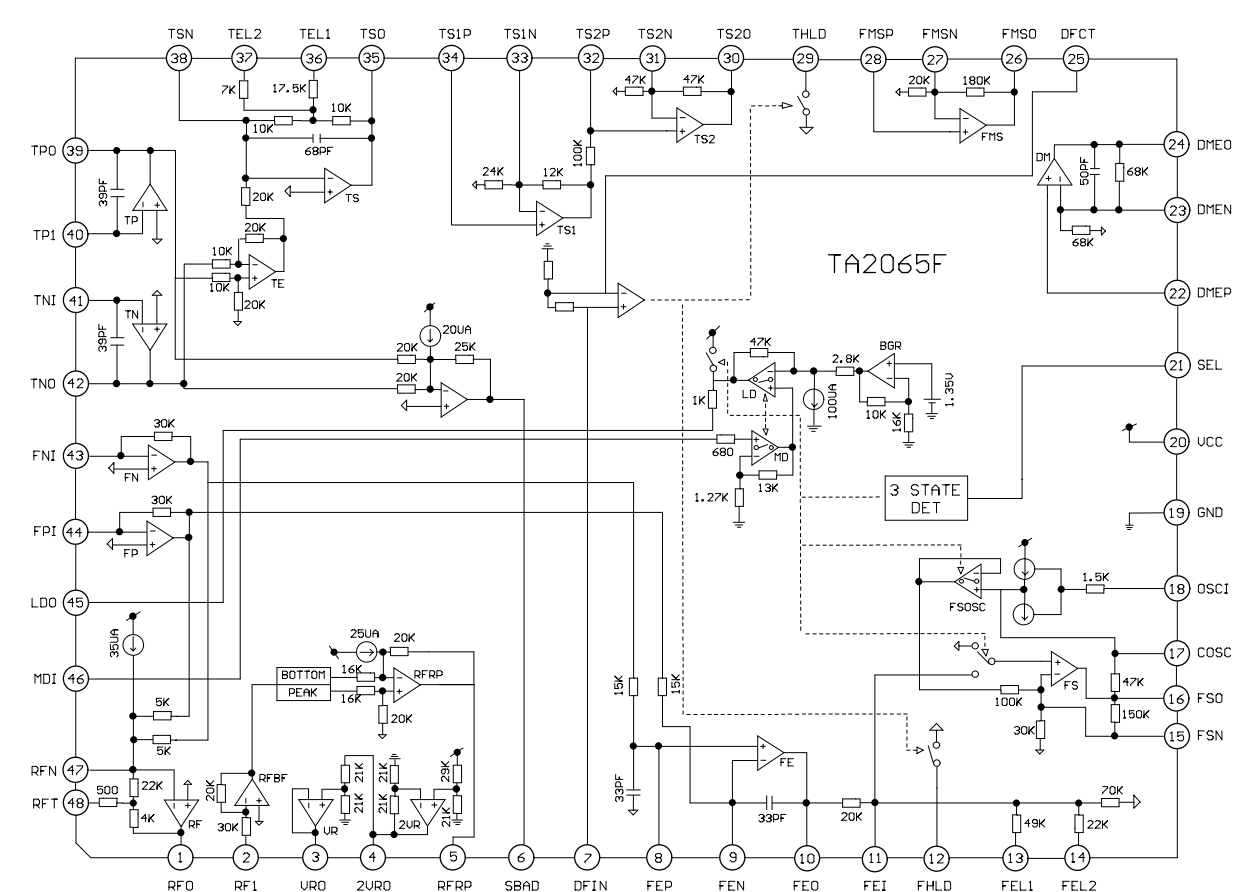 TSN TEL2 TEL1 TSO TS1P TS1N TS2P TS2N TS2O THLD FMSP FMSN FMSO DFCT
38 37 36 35 34 33 32 31 30 29 28 27 26 25
7K 17.5K 47K 47K 20K 180K
10K 10K
68PF
TS2 FMS
TPO 39
24 DMEO
100K
39PF
24K 12K
DM
50PF
68K
20K TS
TP
TS1
23 DMEN
TP1 40
20K
68K
10K TE
10K
TA2065F
TNI 41
20K
22 DMEP
TN
39PF
20UA
20K 25K
47K
2.8K BGR
21 SEL
TNO 42
20K
LD
1K
100UA
10K
16K
1.35V
30K
FNI 43
FN
680 MD
20 VCC
13K
1.27K
3 STATE
DET
30K
FPI 44
FP
19 GND
1.5K
18 OSCI
FSOSC
LDO 45
35UA
25UA 20K
17 COSC
BOTTOM 16K RFRP
PEAK 16K
MDI 46
FS
47K
15K 15K
100K
16 FSO
5K
20K
150K
30K
15 FSN
5K
RFN 47
22K
20K
RFBF
21K 21K 29K
FE
500
RFT 48
4K
RF
30K
21K 21K 21K
VR 2VR
33PF
33PF
20K
49K 22K
70K
1 2 3 4 5 6 7 8 9 10 11 12 13 14
RFO RF1 VRO 2VRO RFRP SBAD DFIN FEP FEN FEO FEI FHLD FEL1 FEL2